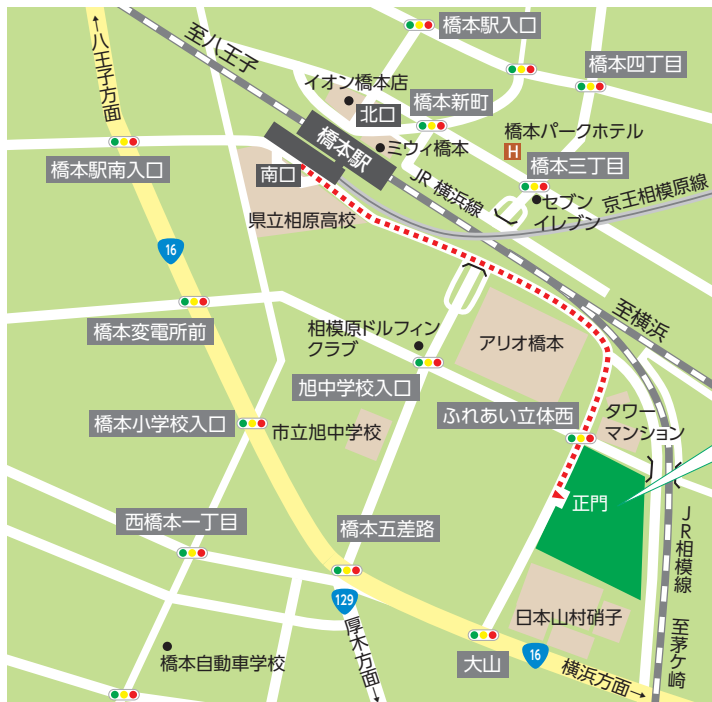 橋本駅入口
←八王子方面
至八王子
橋本四丁目
イオン橋本店
北口
橋本新町
橋本パークホテル
H
橋本駅
ミウィ橋本
橋本駅南入口
南口
JR 横浜線
橋本三丁目
セブン
イレブン
京王相模原線
県立相原高校
16
至横浜
橋本変電所前
相模原ドルフィン
クラブ
アリオ橋本
旭中学校入口
橋本小学校入口
市立旭中学校
ふれあい立体西
タワー
マンション
正門
西橋本一丁目
橋本五差路
JR相模線
129
厚木方面→
日本山村硝子
至茅ケ崎
橋本自動車学校
大山
16
横浜方面→